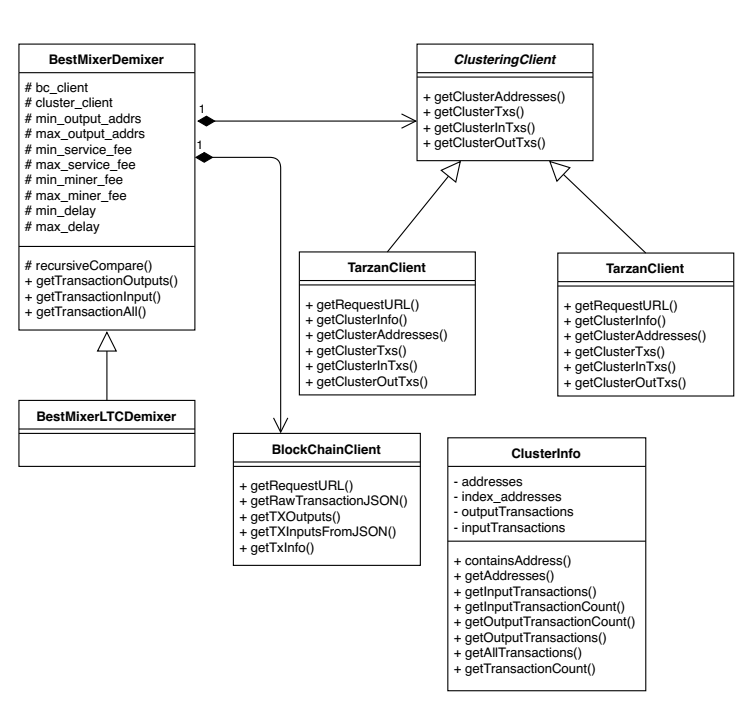 BestMixerDemixer
# bc_client
# cluster_client
# min_output_addrs
# max_output_addrs
# min_service_fee
# max_service_fee
# min_miner_fee
# max_miner_fee
# min_delay
# max_delay
# recursiveCompare()
+ getTransactionOutputs()
+ getTransactionInput()
+ getTransactionAll()
1
1
ClusteringClient
+ getClusterAddresses()
+ getClusterTxs()
+ getClusterInTxs()
+ getClusterOutTxs()
TarzanClient
+ getRequestURL()
+ getClusterInfo()
+ getClusterAddresses()
+ getClusterTxs()
+ getClusterInTxs()
+ getClusterOutTxs()
TarzanClient
+ getRequestURL()
+ getClusterInfo()
+ getClusterAddresses()
+ getClusterTxs()
+ getClusterInTxs()
+ getClusterOutTxs()
BestMixerLTCDemixer
BlockChainClient
+ getRequestURL()
+ getRawTransactionJSON()
+ getTXOutputs()
+ getTXInputsFromJSON()
+ getTxInfo()
ClusterInfo
- addresses
- index_addresses
- outputTransactions
- inputTransactions
+ containsAddress()
+ getAddresses()
+ getInputTransactions()
+ getInputTransactionCount()
+ getOutputTransactionCount()
+ getOutputTransactions()
+ getAllTransactions()
+ getTransactionCount()